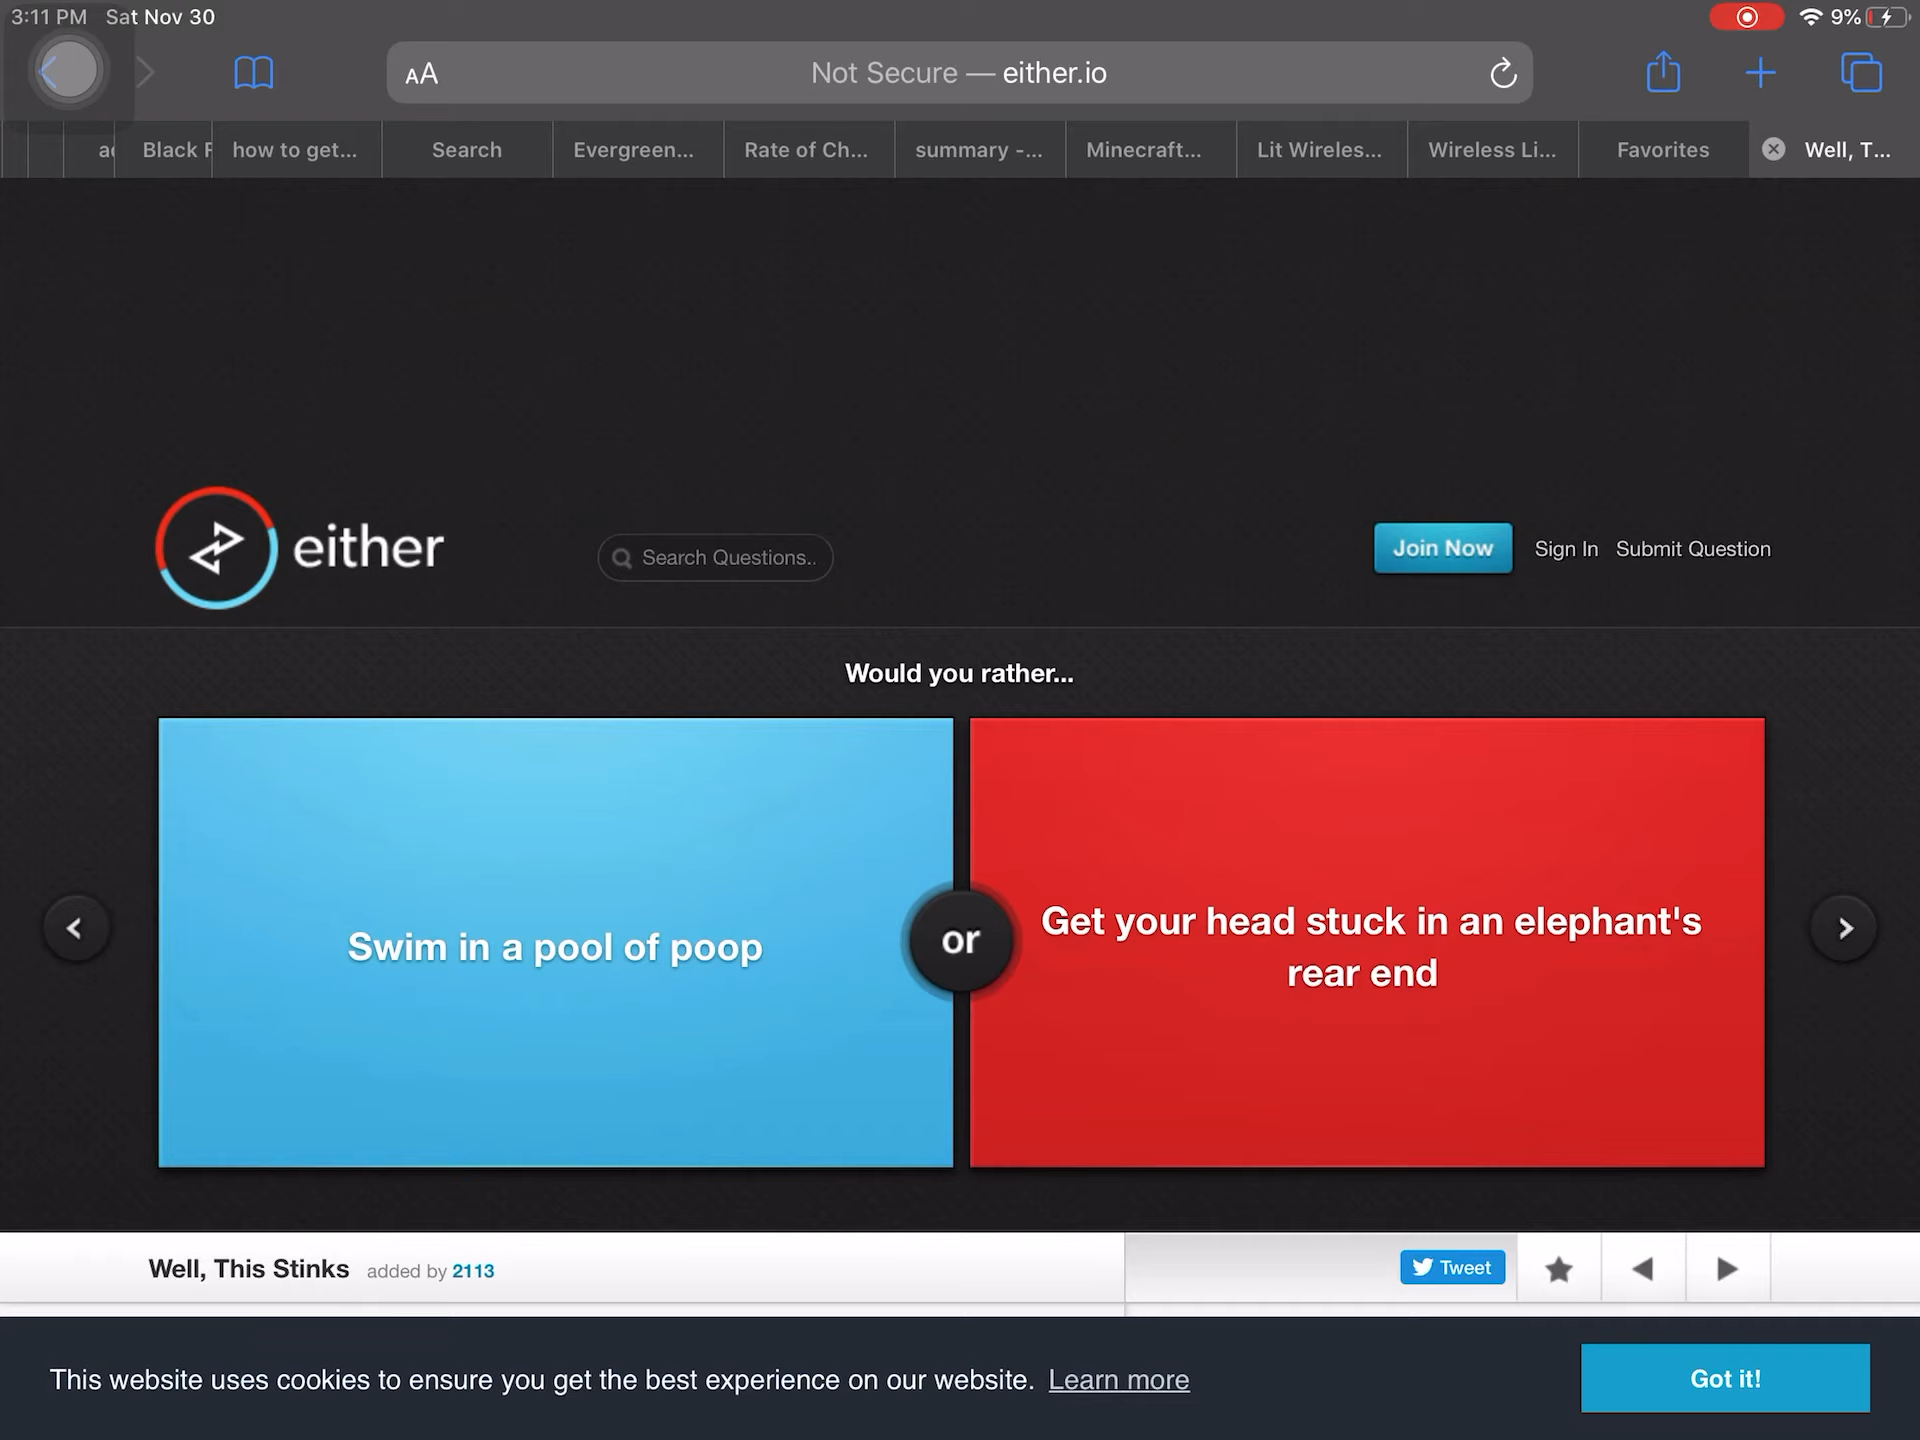 3:11 PM Sat Nov 30
9%
AA
Not Secure — either.io
Black F
how to get...
Search
Evergreen...
Rate of Ch...
summary -...
Minecraft...
Lit Wireles...
Wireless Li...
Favorites
Well, T...
either
Search Questions..
Join Now
Sign In
Submit Question
Would you rather...
Swim in a pool of poop
or
Get your head stuck in an elephant's
rear end
Well, This Stinks added by 2113
Tweet
This website uses cookies to ensure you get the best experience on our website. Learn more
Got it!